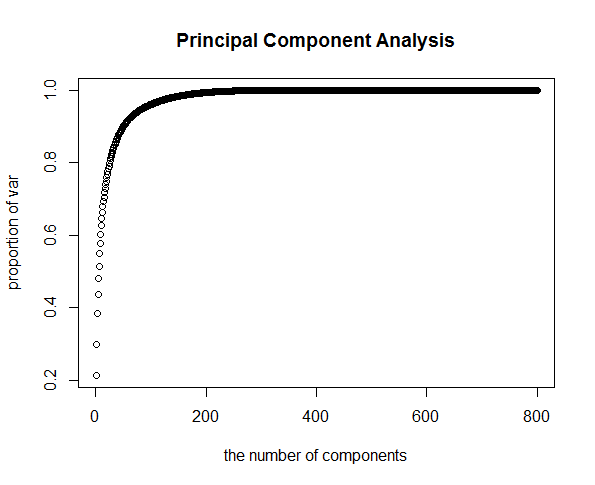 Principal Component Analysis
proportion of var
1.0
0.8
0.6
0.4
0.2
0 200 400 600 800
the number of components